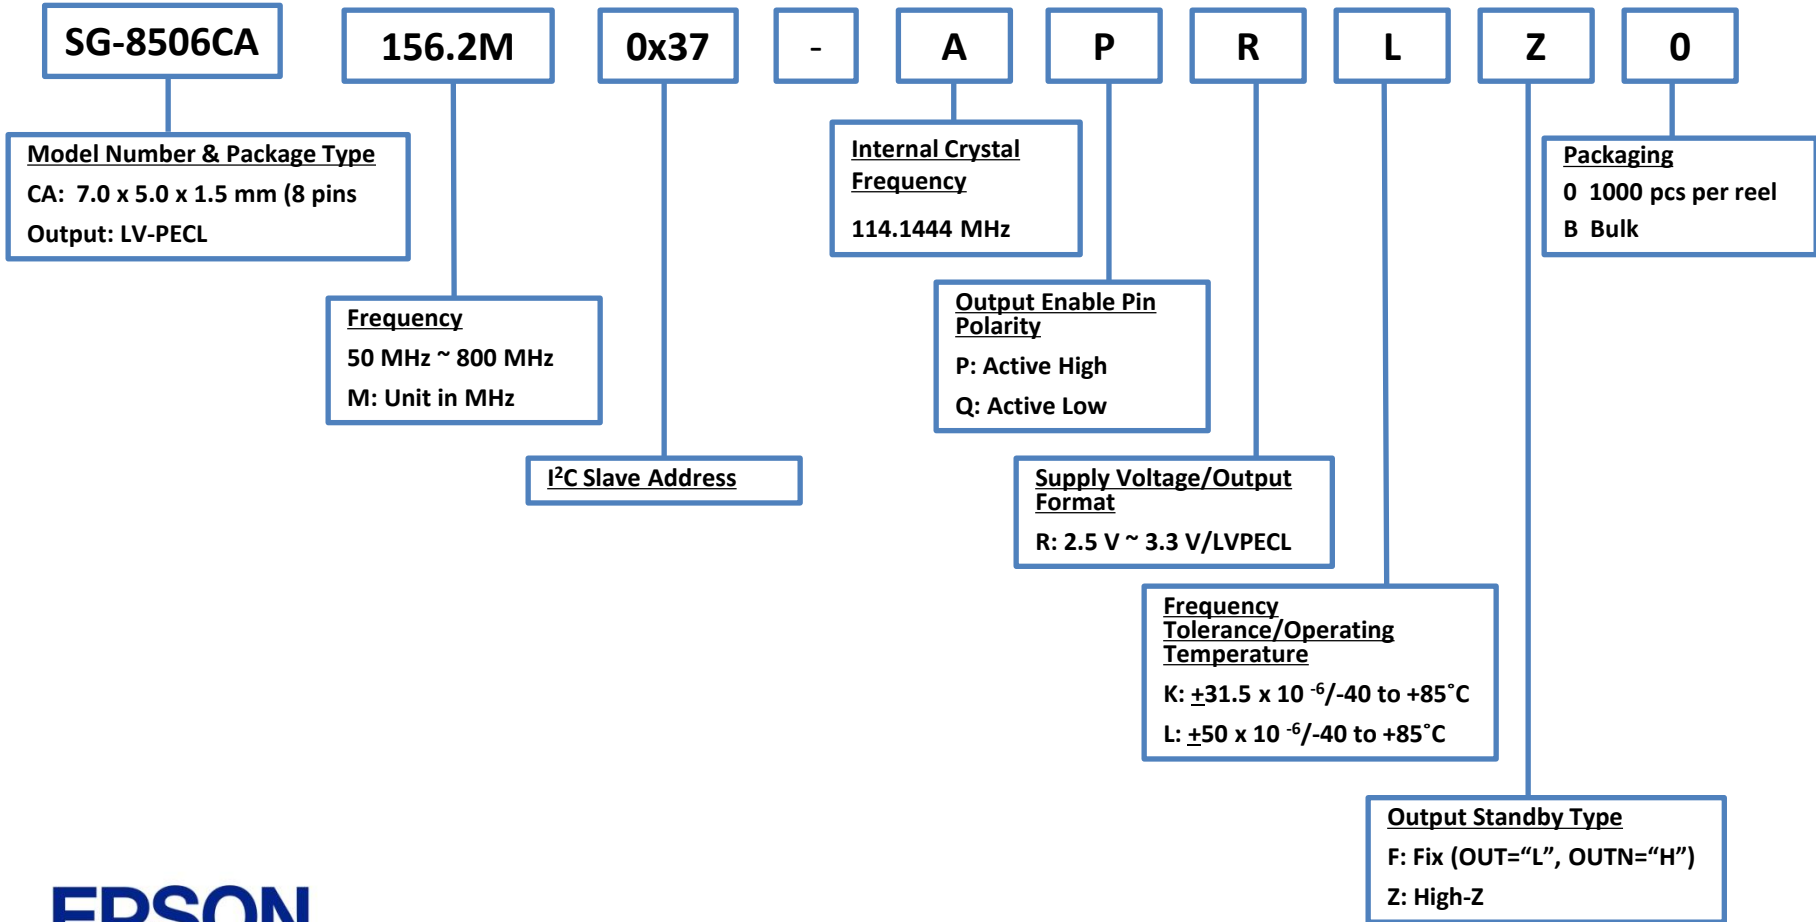 SG-8506CA 156.2M 0x37 - A P R L Z 0
Model Number & Package Type
CA: 7.0 x 5.0 x 1.5 mm (8 pins
Output: LV-PECL
Internal Crystal
Frequency
114.1444 MHz
Packaging
0 1000 pcs per reel
B Bulk
Frequency
50 MHz ~ 800 MHz
M: Unit in MHz
Output Enable Pin
Polarity
P: Active High
Q: Active Low
I²C Slave Address
Supply Voltage/Output
Format
R: 2.5 V ~ 3.3 V/LVPECL
Frequency
Tolerance/Operating
Temperature
K: ±31.5 x 10 ⁻⁶/-40 to +85˚C
L: ±50 x 10 ⁻⁶/-40 to +85˚C
Output Standby Type
F: Fix (OUT=“L”, OUTN=“H”)
Z: High-Z
EPSON